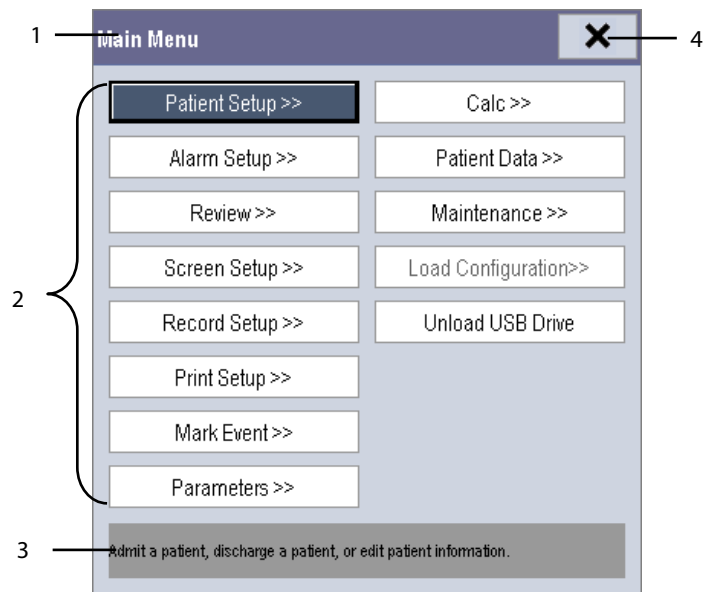 1
Main Menu
4
2
Patient Setup >>
Alarm Setup >>
Review >>
Screen Setup >>
Record Setup >>
Print Setup >>
Mark Event >>
Parameters >>
Calc >>
Patient Data >>
Maintenance >>
Load Configuration>>
Unload USB Drive
3
Admit a patient, discharge a patient, or edit patient information.